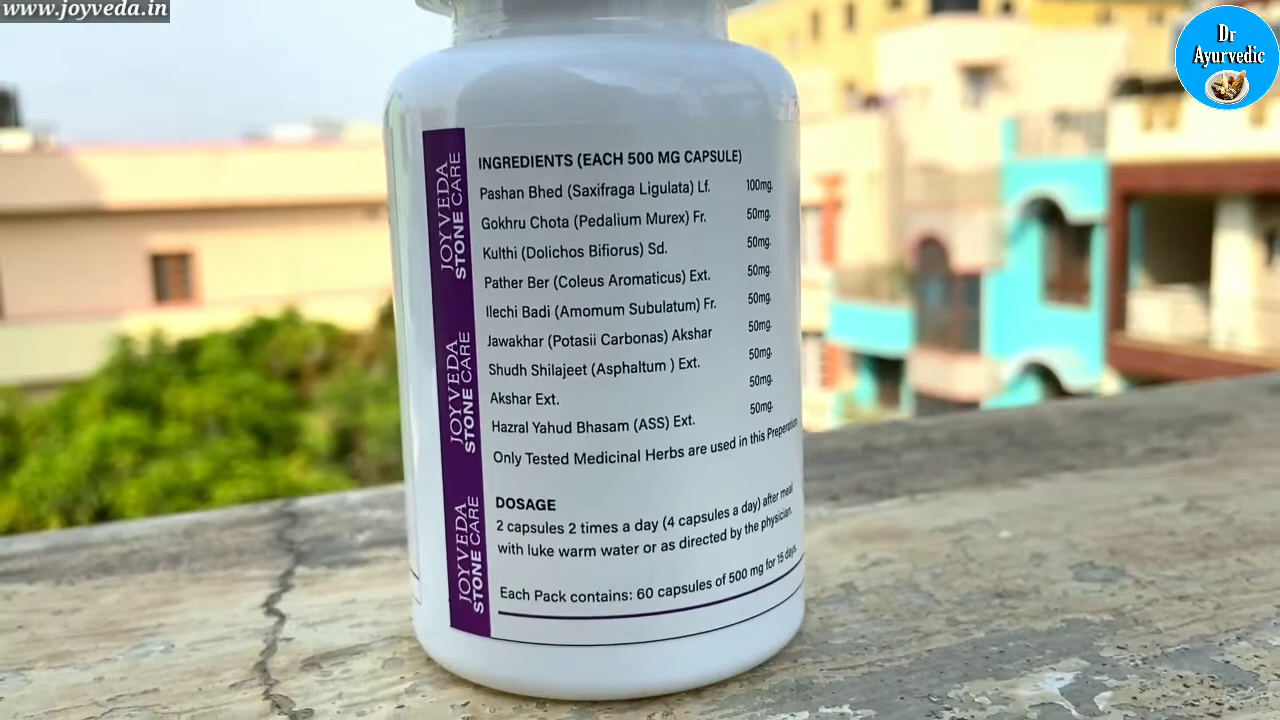 www.joyveda.in
Dr
Ayurvedic
JOYVEDA
STONE CARE
JOYVEDA
STONE CARE
JOYVEDA
STONE CARE
INGREDIENTS (EACH 500 MG CAPSULE)
Pashan Bhed (Saxifraga Ligulata) Lf. 100mg.
Gokhru Chota (Pedalium Murex) Fr. 50mg.
Kulthi (Dolichos Bifiorus) Sd. 50mg.
Pather Ber (Coleus Aromaticus) Ext. 50mg.
Ilechi Badi (Amomum Subulatum) Fr. 50mg.
Jawakhar (Potasii Carbonas) Akshar 50mg.
Shudh Shilajeet (Asphaltum ) Ext. 50mg.
Akshar Ext. 50mg.
Hazral Yahud Bhasam (ASS) Ext. 50mg.
Only Tested Medicinal Herbs are used in this Preperation
DOSAGE
2 capsules 2 times a day (4 capsules a day) after meal
with luke warm water or as directed by the physician.
Each Pack contains: 60 capsules of 500 mg for 15 days